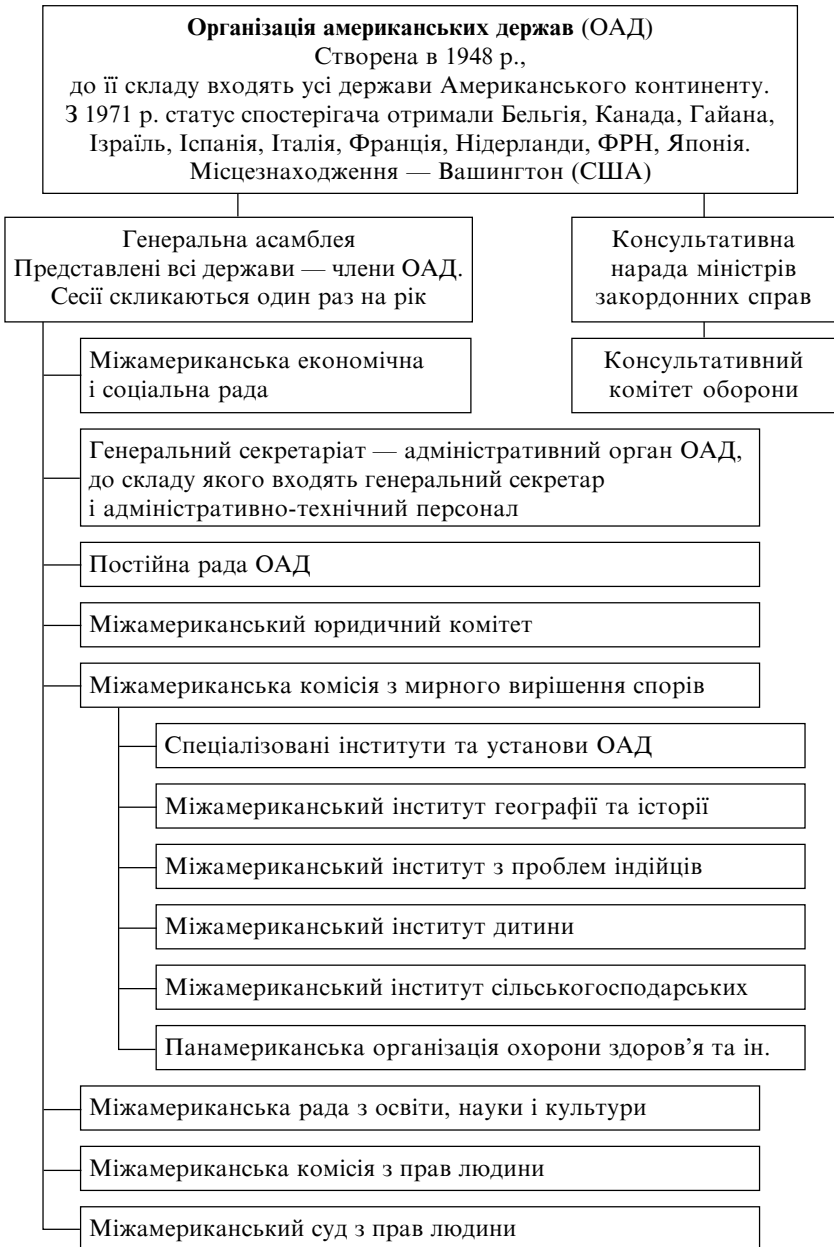 Організація американських держав (ОАД)
Створена в 1948 р.,
до її складу входять усі держави Американського континенту.
З 1971 р. статус спостерігача отримали Бельгія, Канада, Гайана,
Ізраїль, Іспанія, Італія, Франція, Нідерланди, ФРН, Японія.
Місцезнаходження — Вашингтон (США)
Генеральна асамблея
Представлені всі держави — члени ОАД.
Сесії скликаються один раз на рік
Консультативна
нарада міністрів
закордонних справ
Міжамериканська економічна
і соціальна рада
Консультативний
комітет оборони
Генеральний секретаріат — адміністративний орган ОАД,
до складу якого входять генеральний секретар
і адміністративно-технічний персонал
Постійна рада ОАД
Міжамериканський юридичний комітет
Міжамериканська комісія з мирного вирішення спорів
Спеціалізовані інститути та установи ОАД
Міжамериканський інститут географії та історії
Міжамериканський інститут з проблем індійців
Міжамериканський інститут дитини
Міжамериканський інститут сільськогосподарських
Панамериканська організація охорони здоров’я та ін.
Міжамериканська рада з освіти, науки і культури
Міжамериканська комісія з прав людини
Міжамериканський суд з прав людини